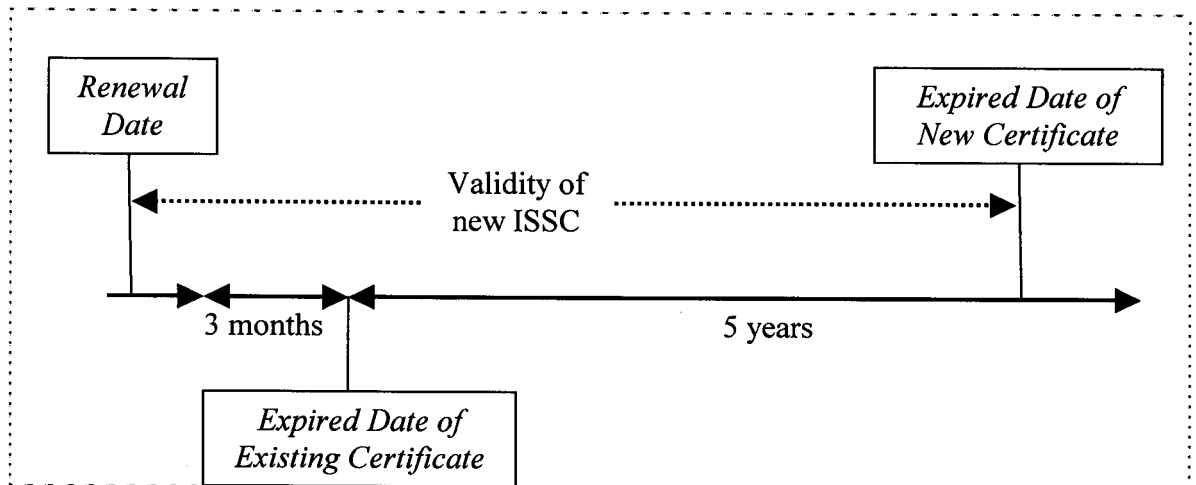 Renewal
Date
Expired Date of
New Certificate
Validity of
new ISSC
3 months
5 years
Expired Date of
Existing Certificate